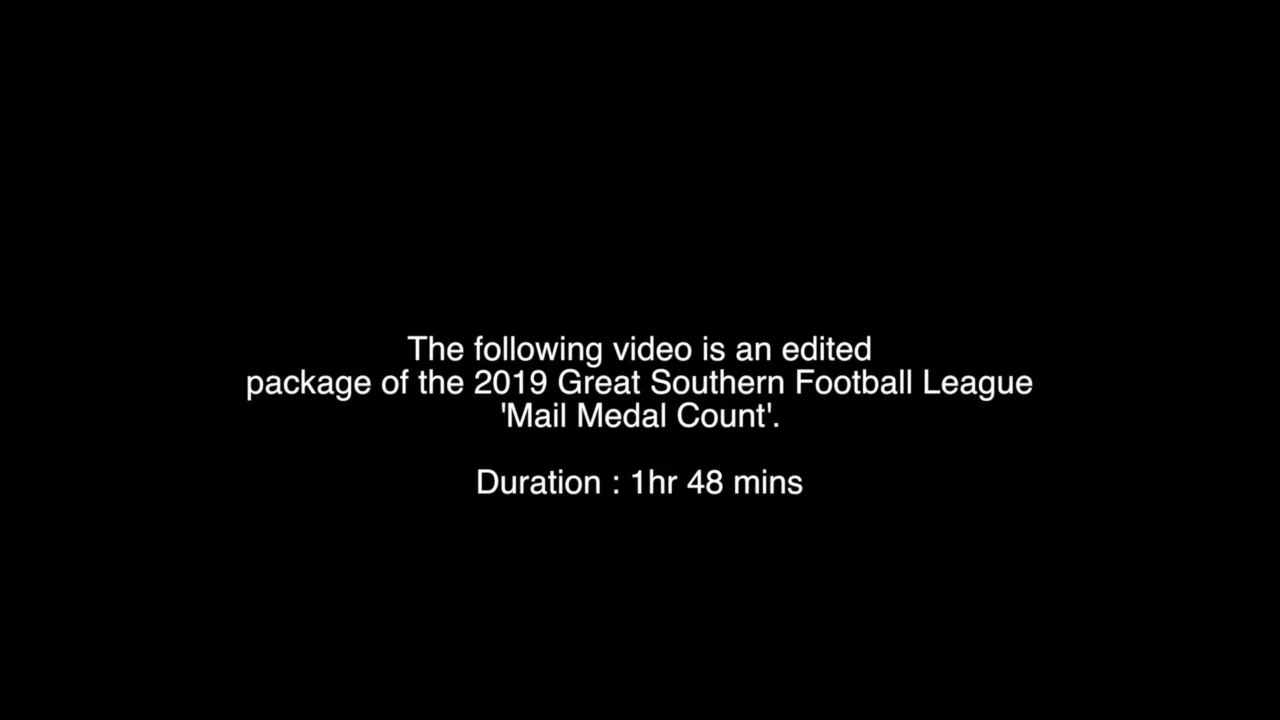 The following video is an edited
package of the 2019 Great Southern Football League
'Mail Medal Count'.
Duration : 1hr 48 mins